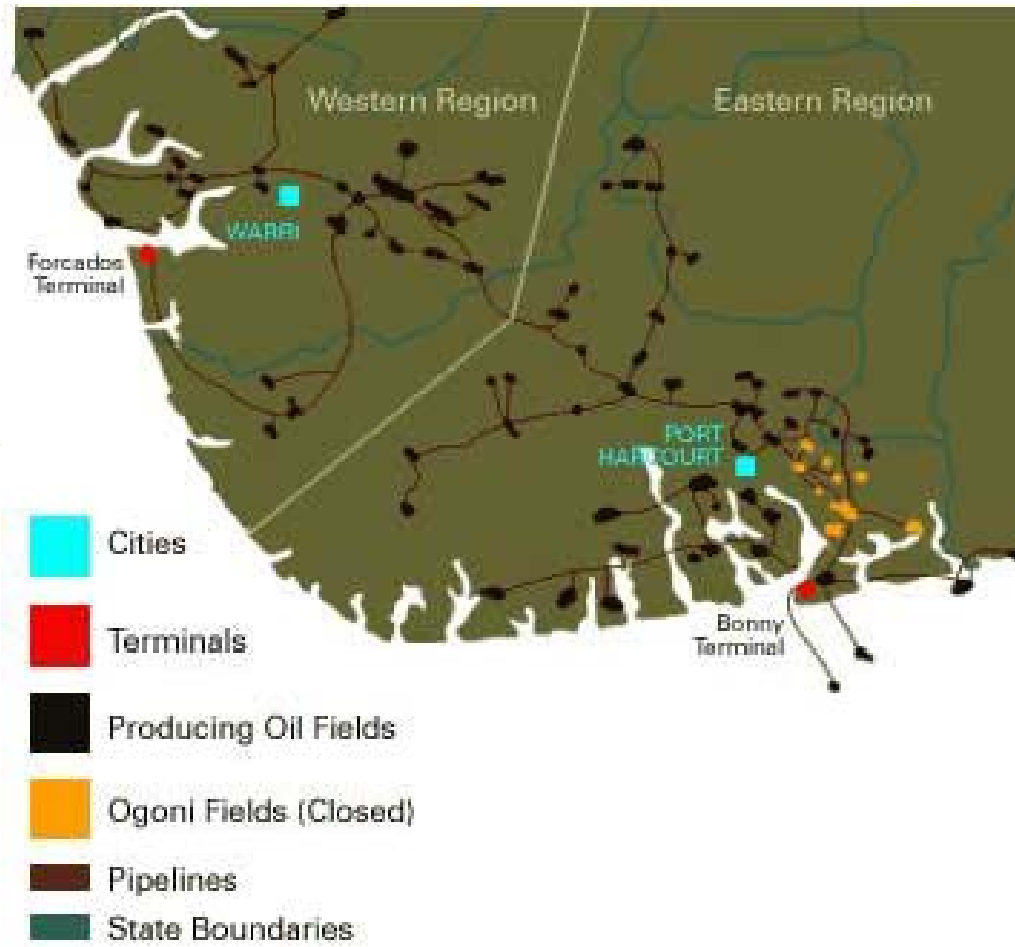 Western Region
Eastern Region
WARRI
Forcados
Terminal
PORT
HARCOURT
Bonny
Terminal
Cities
Terminals
Producing Oil Fields
Ogoni Fields (Closed)
Pipelines
State Boundaries